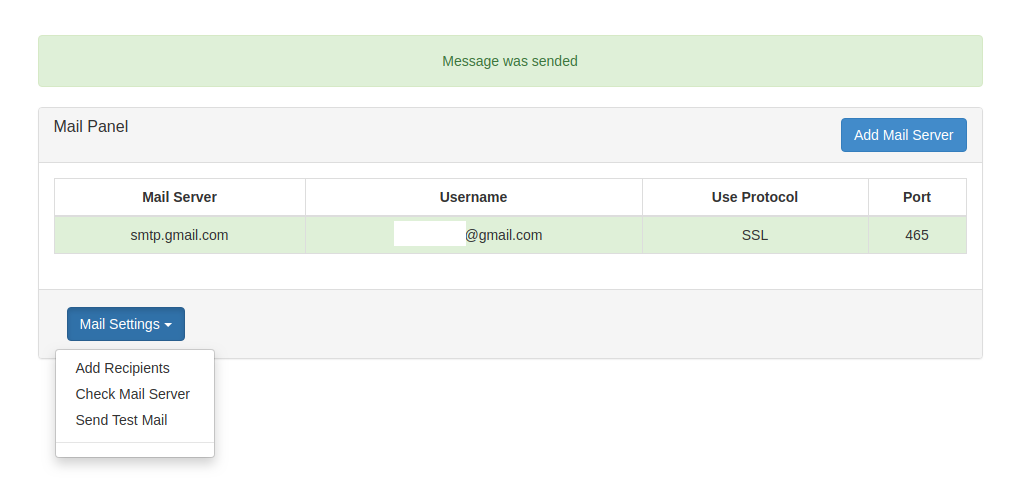 Message was sended
Mail Panel
Add Mail Server
Mail Server Username Use Protocol Port
smtp.gmail.com @gmail.com SSL 465
Mail Settings
Add Recipients
Check Mail Server
Send Test Mail